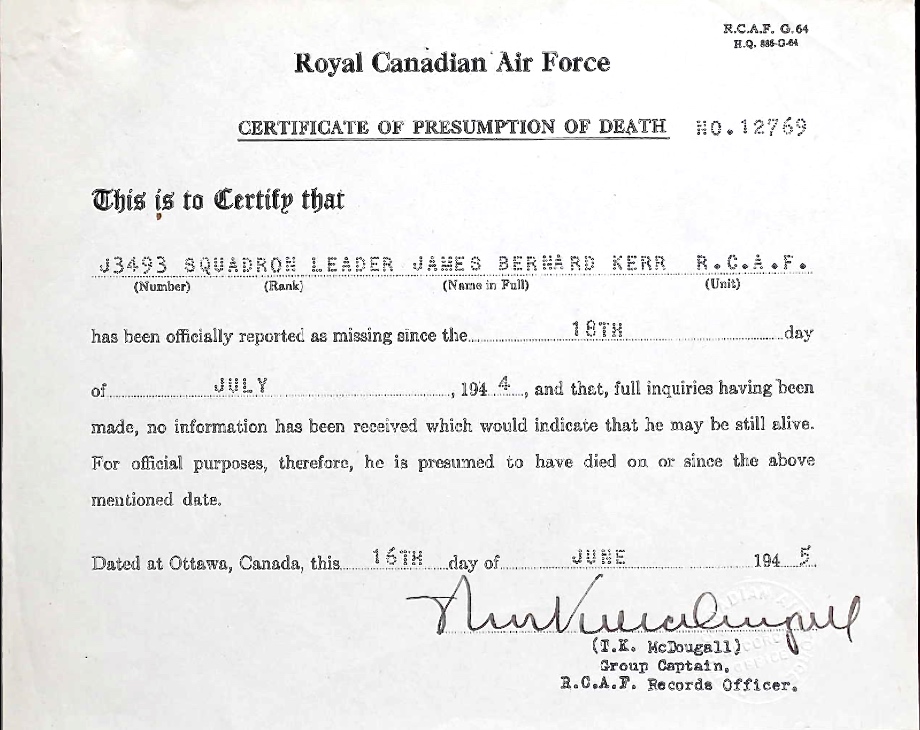 R.C.A.F. G.64
H.Q. 885-G-64
Royal Canadian Air Force
CERTIFICATE OF PRESUMPTION OF DEATH NO.12769
This is to Certify that
J3493 SQUADRON LEADER JAMES BERNARD KERR R.C.A.F.
(Number) (Rank) (Name in Full) (Unit)
has been officially reported as missing since the 18TH day
of JULY, 1944, and that, full inquiries having been
made, no information has been received which would indicate that he may be still alive.
For official purposes, therefore, he is presumed to have died on or since the above
mentioned date.
Dated at Ottawa, Canada, this 16TH day of JUNE 1945.
(T.K. McDougall)
Group Captain,
R.C.A.F. Records Officer.